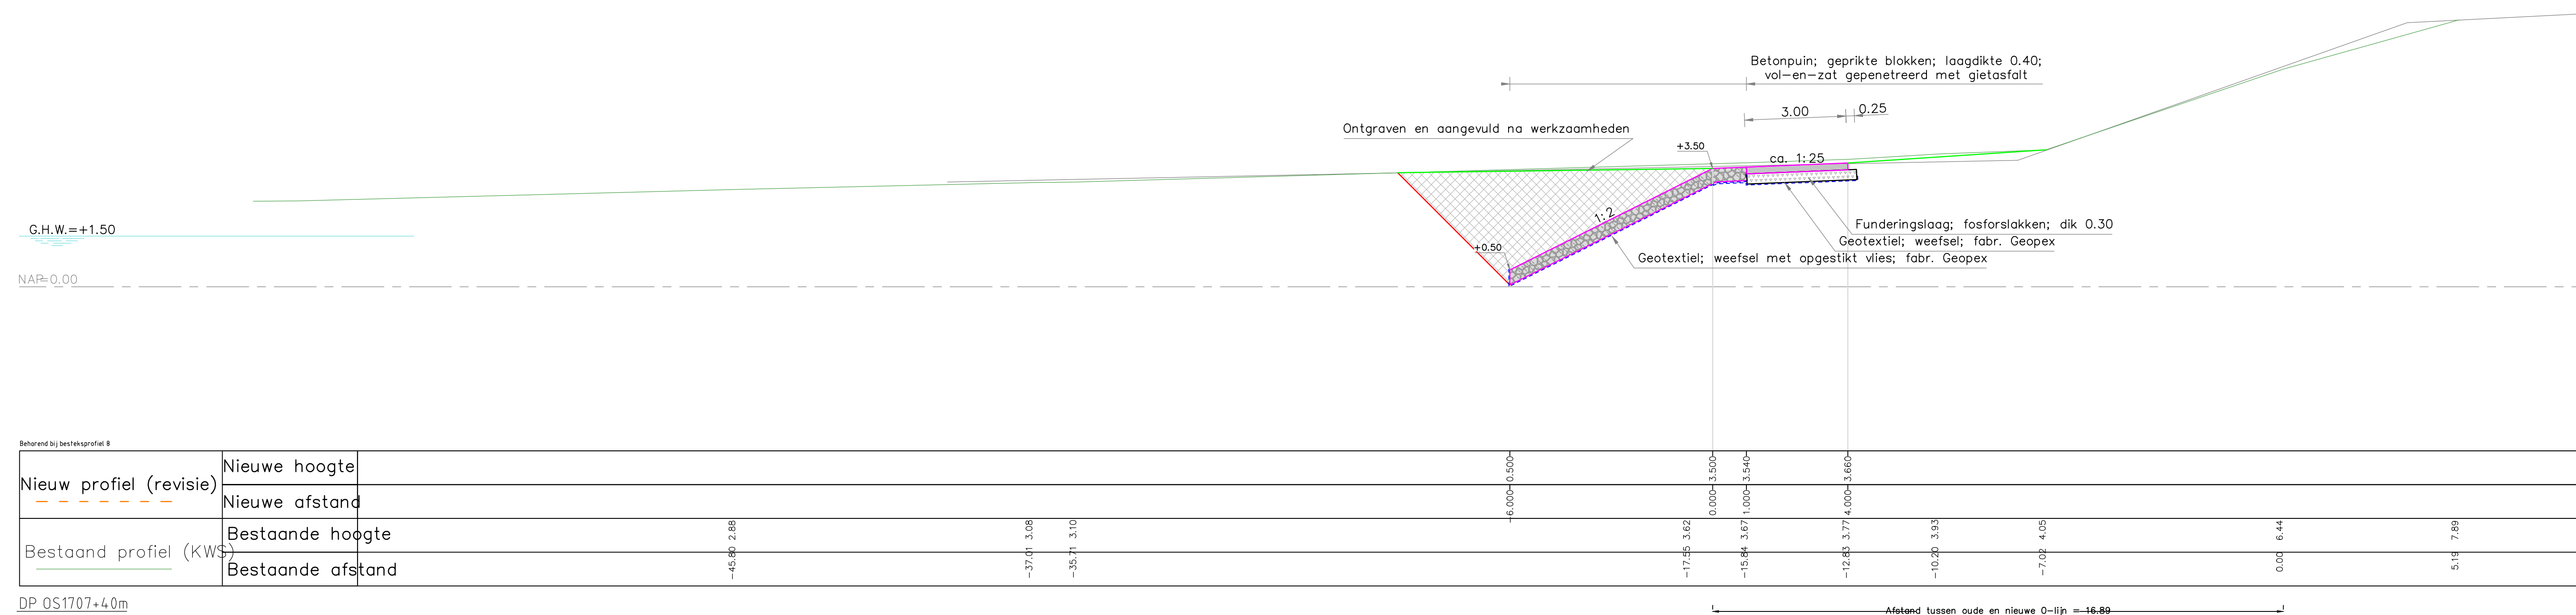 Betonpuin; geprikte blokken; laagdikte 0.40;
vol-en-zat gepenetreerd met gietasfalt
3.00
0.25
Ontgraven en aangevuld na werkzaamheden
+3.50
ca. 1:25
1:2
G.H.W.=+1.50
Funderingslaag; fosforslakken; dik 0.30
Geotextiel; weefsel; fabr. Geopex
+0.50
Geotextiel; weefsel met opgestikt vlies; fabr. Geopex
NAP=0.00
Behorend bij besteksprofiel 8
Nieuw profiel (revisie)
Nieuwe hoogte
0.500 3.500 3.540 3.660
Nieuwe afstand
-6.000 0.000 1.000 4.000
Bestaand profiel (KWS)
Bestaande hoogte
2.88 3.08 3.10 3.62 3.67 3.77 3.93 4.05 6.44 7.89
Bestaande afstand
-45.80 -37.01 -35.71 -17.55 -15.84 -12.83 -10.20 -7.02 0.00 5.19
DP OS1707+40m
Afstand tussen oude en nieuwe 0-lijn = 16.89